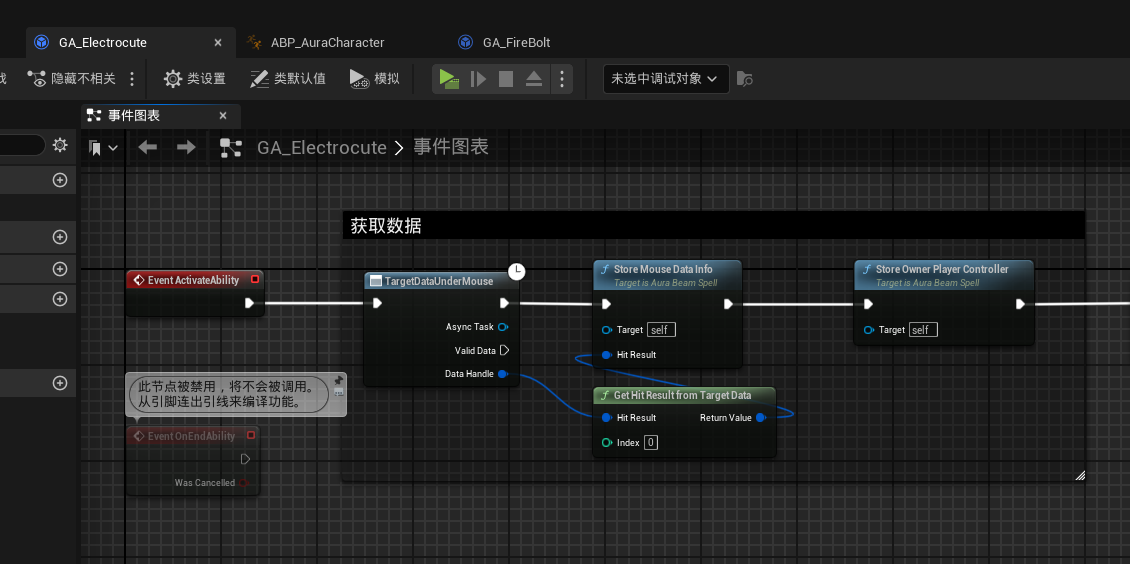 GA_Electrocute
ABP_AuraCharacter
GA_FireBolt
隐藏不相关
类设置
类默认值
模拟
未选中调试对象
事件图表
GA_Electrocute
事件图表
获取数据
Event ActivateAbility
TargetDataUnderMouse
Async Task
Valid Data
Data Handle
Store Mouse Data Info
Target is Aura Beam Spell
Target self
Hit Result
Store Owner Player Controller
Target is Aura Beam Spell
Target self
Get Hit Result from Target Data
Hit Result Return Value
Index 0
此节点被禁用，将不会被调用。
从引脚连出引线来编译功能。
Event OnEndAbility
Was Cancelled